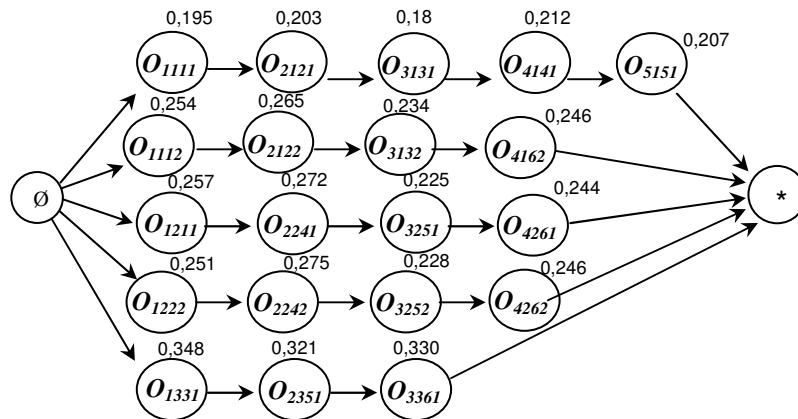 0,195 0,203 0,18 0,212 0,207
O1111 O2121 O3131 O4141 O5151
0,254 0,265 0,234 0,246
O1112 O2122 O3132 O4162
Ø *
0,257 0,272 0,225 0,244
O1211 O2241 O3251 O4261
0,251 0,275 0,228 0,246
O1222 O2242 O3252 O4262
0,348 0,321 0,330
O1331 O2351 O3361